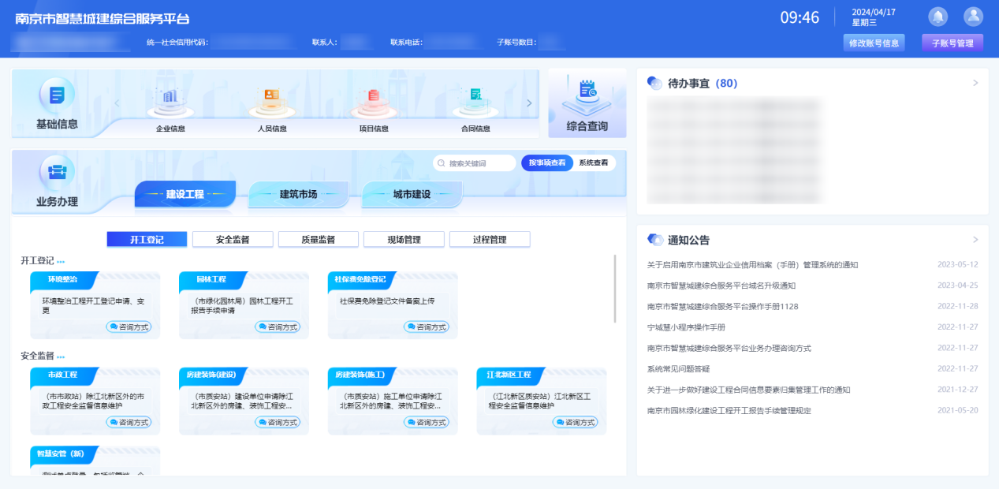 南京市智慧城建综合服务平台
09:46
2024/04/17
星期三
统一社会信用代码：
联系人：
联系电话：
子账号数目：
修改账号信息
子账号管理
基础信息
企业信息
人员信息
项目信息
合同信息
综合查询
业务办理
搜索关键词
按事项查看
系统查看
建设工程
建筑市场
城市建设
开工登记
安全监督
质量监督
现场管理
过程管理
开工登记
环境整治
环境整治工程开工登记申请、变
更
咨询方式
园林工程
（市绿化园林局）园林工程开工
报告手续申请
咨询方式
社保费免除登记
社保费免除登记文件备案上传
咨询方式
安全监督
市政工程
（市市政站）除江北新区外的市
政工程安全监督信息维护
咨询方式
房建装饰(建设)
（市质安站）建设单位申请除江
北新区外的房建、装饰工程安...
咨询方式
房建装饰(施工)
（市质安站）施工单位申请除江
北新区外的房建、装饰工程安...
咨询方式
江北新区工程
（江北新区质安站）江北新区工
程安全监督信息维护
咨询方式
智慧安管（新）
待办事宜（80）
通知公告
关于启用南京市建筑业企业信用档案（手册）管理系统的通知 2023-05-12
南京市智慧城建综合服务平台域名升级通知 2023-04-25
南京市智慧城建综合服务平台操作手册1128 2022-11-28
宁城慧小程序操作手册 2022-11-27
南京市智慧城建综合服务平台业务办理咨询方式 2022-11-27
系统常见问题答疑 2022-11-27
关于进一步做好建设工程合同信息要素归集管理工作的通知 2021-12-27
南京市园林绿化建设工程开工报告手续管理规定 2021-05-20